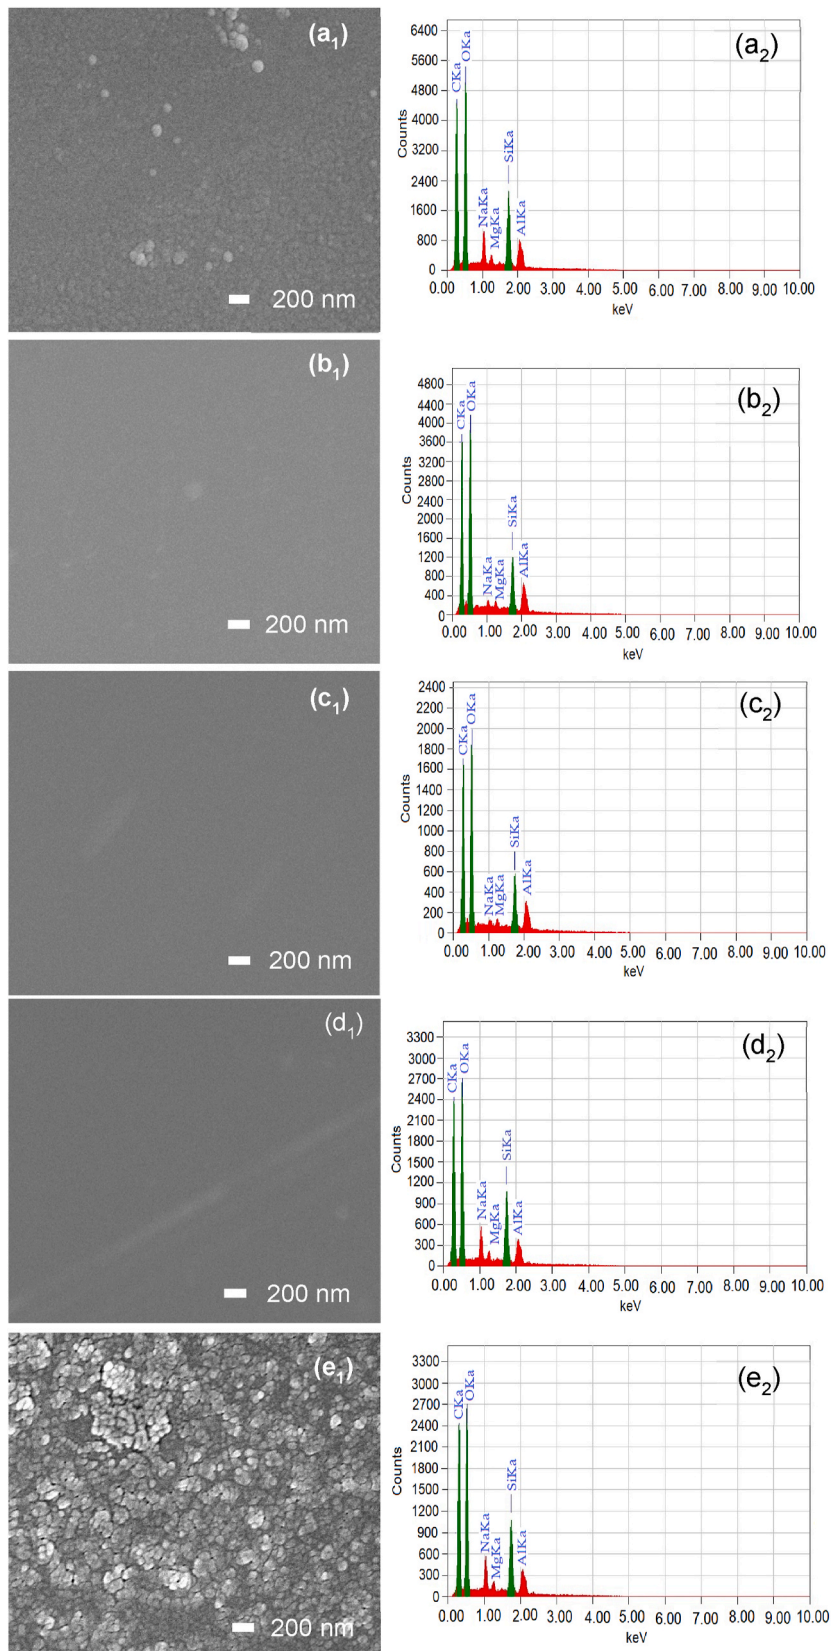 (a1)
200 nm
(a2)
Counts
6400
5600
4800
4000
3200
2400
1600
800
0
CKa
OKa
NaKa
MgKa
SiKa
AlKa
0.00 1.00 2.00 3.00 4.00 5.00 6.00 7.00 8.00 9.00 10.00
keV
(b1)
200 nm
(b2)
Counts
4800
4400
4000
3600
3200
2800
2400
2000
1600
1200
800
400
0
CKa
OKa
NaKa
MgKa
SiKa
AlKa
0.00 1.00 2.00 3.00 4.00 5.00 6.00 7.00 8.00 9.00 10.00
keV
(c1)
200 nm
(c2)
Counts
2400
2200
2000
1800
1600
1400
1200
1000
800
600
400
200
0
CKa
OKa
NaKa
MgKa
SiKa
AlKa
0.00 1.00 2.00 3.00 4.00 5.00 6.00 7.00 8.00 9.00 10.00
keV
(d1)
200 nm
(d2)
Counts
3300
3000
2700
2400
2100
1800
1500
1200
900
600
300
0
CKa
OKa
NaKa
MgKa
SiKa
AlKa
0.00 1.00 2.00 3.00 4.00 5.00 6.00 7.00 8.00 9.00 10.00
keV
(e1)
200 nm
(e2)
Counts
3300
3000
2700
2400
2100
1800
1500
1200
900
600
300
0
CKa
OKa
NaKa
MgKa
SiKa
AlKa
0.00 1.00 2.00 3.00 4.00 5.00 6.00 7.00 8.00 9.00 10.00
keV